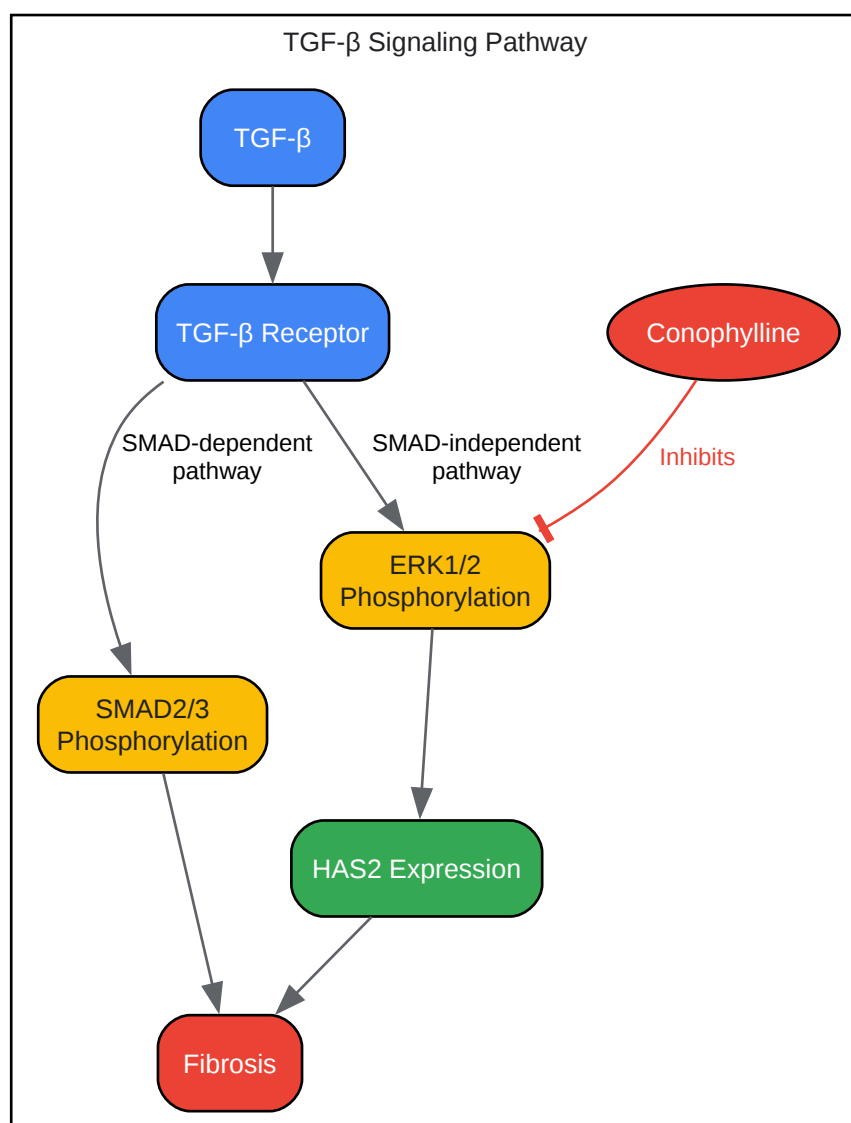 TGF-β Signaling Pathway
TGF-β
TGF-β Receptor
Conophylline
SMAD-dependent
pathway
SMAD-independent
pathway
Inhibits
ERK1/2
Phosphorylation
SMAD2/3
Phosphorylation
HAS2 Expression
Fibrosis